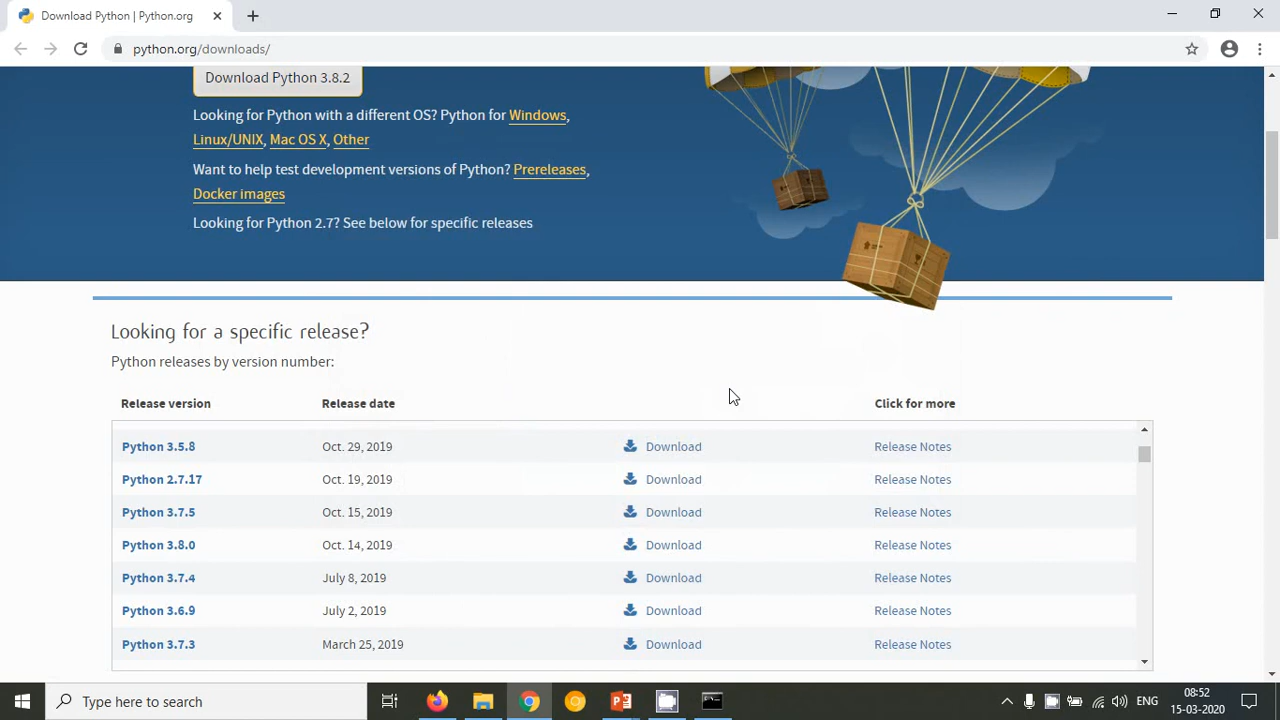 Download Python | Python.org
python.org/downloads/
Download Python 3.8.2
Looking for Python with a different OS? Python for Windows,
Linux/UNIX, Mac OS X, Other
Want to help test development versions of Python? Prereleases,
Docker images
Looking for Python 2.7? See below for specific releases
Looking for a specific release?
Python releases by version number:
Release version Release date Click for more
Python 3.5.8 Oct. 29, 2019 Download Release Notes
Python 2.7.17 Oct. 19, 2019 Download Release Notes
Python 3.7.5 Oct. 15, 2019 Download Release Notes
Python 3.8.0 Oct. 14, 2019 Download Release Notes
Python 3.7.4 July 8, 2019 Download Release Notes
Python 3.6.9 July 2, 2019 Download Release Notes
Python 3.7.3 March 25, 2019 Download Release Notes
Type here to search
ENG
08:52
15-03-2020